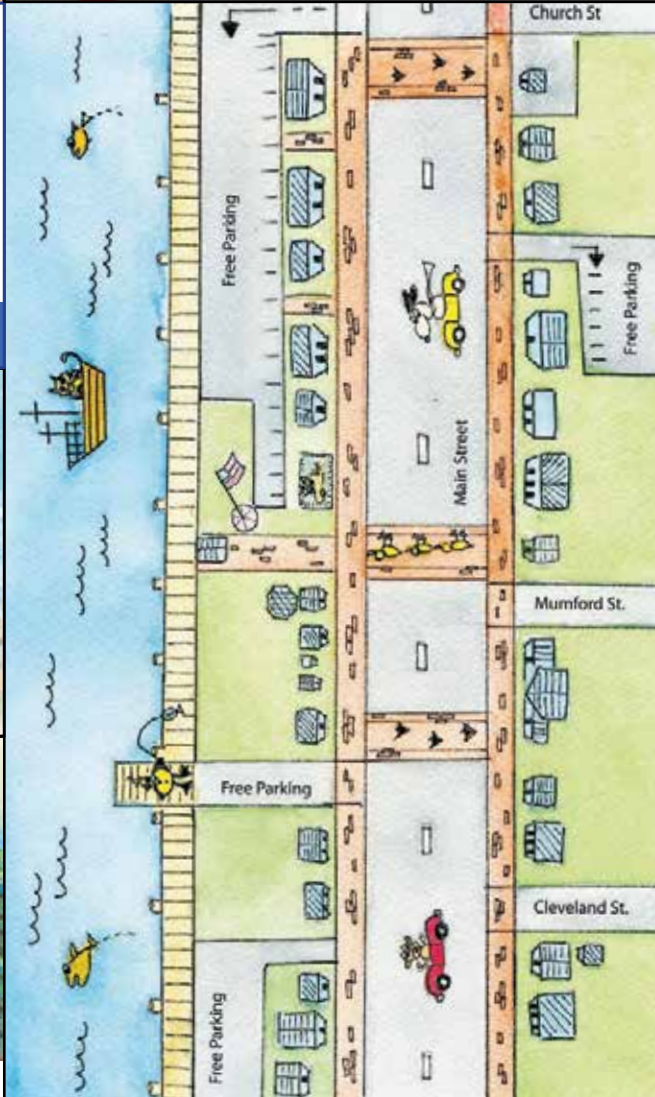 Church St
Free Parking
Free Parking
Main Street
Mumford St.
Free Parking
Cleveland St.
Free Parking